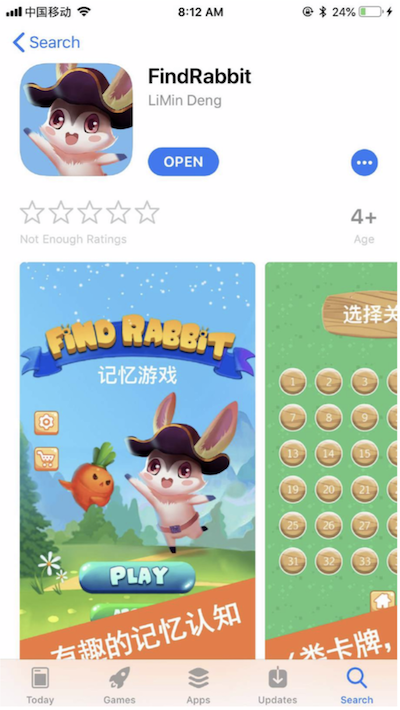 中国移动
8:12 AM
24%
Search
FindRabbit
LiMin Deng
OPEN
Not Enough Ratings
4+
Age
FIND RABBIT
记忆游戏
PLAY
有趣的记忆认知
选择关
1 2 3
7 8 9
13 14 15
19 20 21
25 26 27
31 32 33
类卡牌，
Today
Games
Apps
Updates
Search